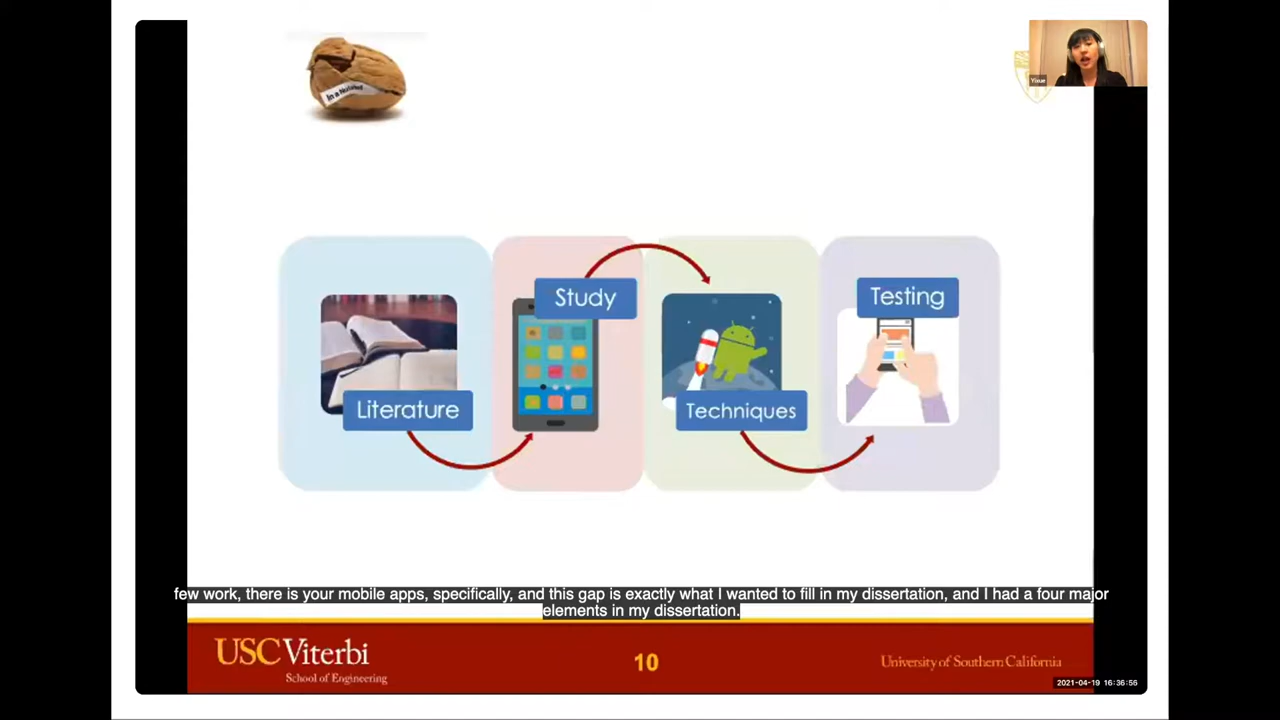 In a Nutshell
Yixue
Study
Testing
Literature
Techniques
few work, there is your mobile apps, specifically, and this gap is exactly what I wanted to fill in my dissertation, and I had a four major
elements in my dissertation.
USC Viterbi
School of Engineering
10
University of Southern California
2021-04-19 16:36:56